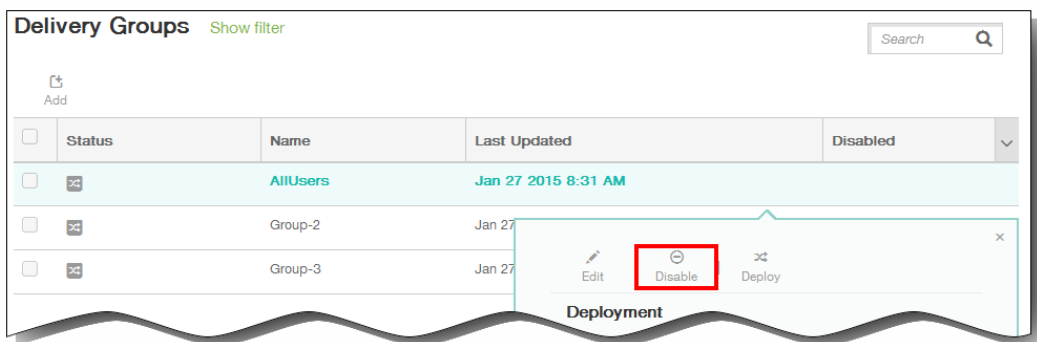 Delivery Groups Show filter
Search
Add
Status Name Last Updated Disabled
AllUsers Jan 27 2015 8:31 AM
Group-2 Jan 27
Group-3 Jan 27
Edit Disable Deploy
Deployment